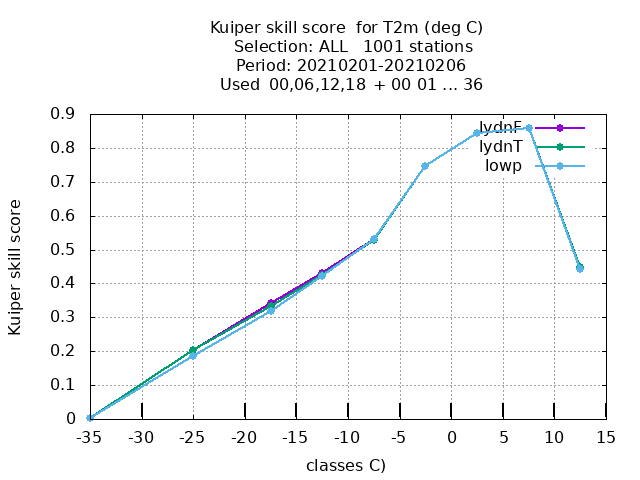 Kuiper skill score  for T2m (deg C)
Selection: ALL   1001 stations
Period: 20210201-20210206
Used  00,06,12,18 + 00 01 ... 36
0.9
0.8
0.7
0.6
0.5
0.4
0.3
0.2
0.1
0
Kuiper skill score
lydnF
lydnT
lowp
-35 -30 -25 -20 -15 -10 -5 0 5 10 15
classes C)